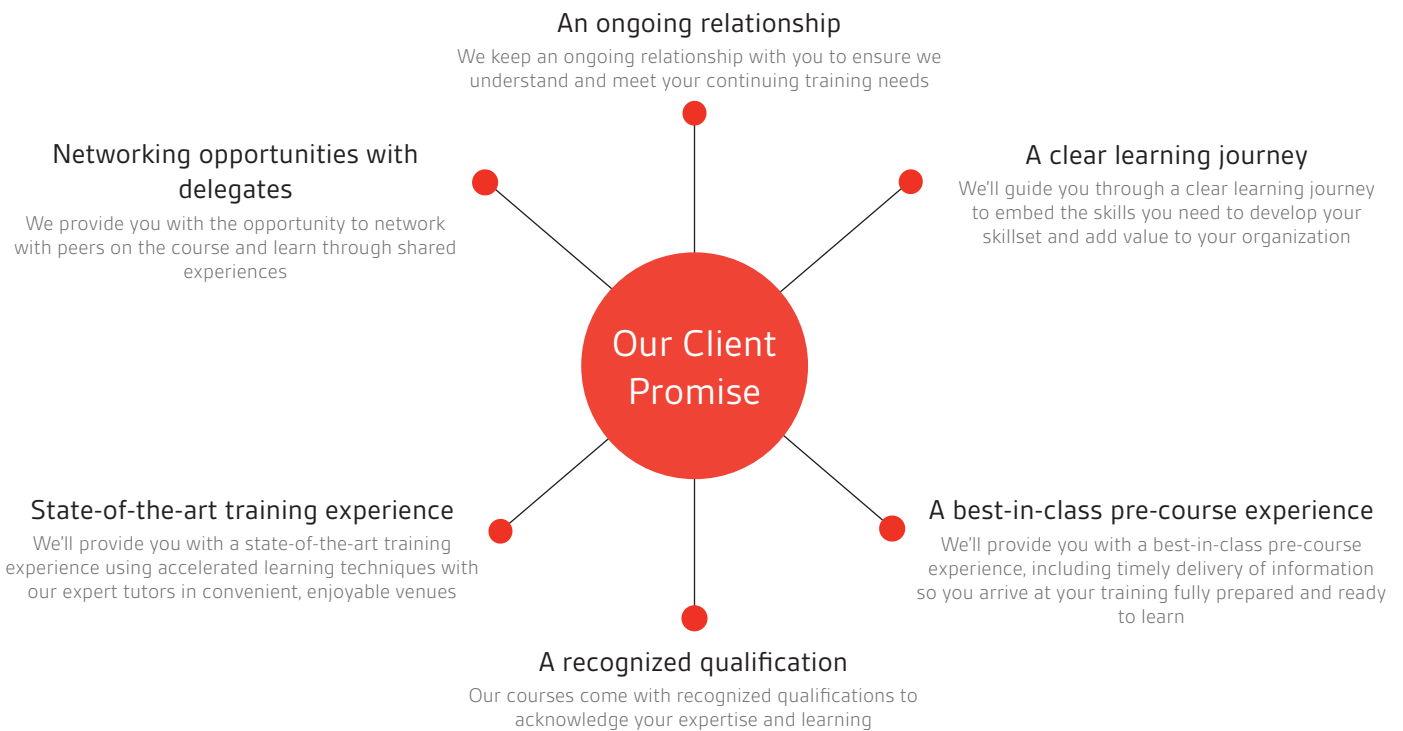 An ongoing relationship
We keep an ongoing relationship with you to ensure we
understand and meet your continuing training needs
Networking opportunities with
delegates
We provide you with the opportunity to network
with peers on the course and learn through shared
experiences
A clear learning journey
We'll guide you through a clear learning journey
to embed the skills you need to develop your
skillset and add value to your organization
Our Client
Promise
State-of-the-art training experience
We'll provide you with a state-of-the-art training
experience using accelerated learning techniques with
our expert tutors in convenient, enjoyable venues
A best-in-class pre-course experience
We'll provide you with a best-in-class pre-course
experience, including timely delivery of information
so you arrive at your training fully prepared and ready
to learn
A recognized qualification
Our courses come with recognized qualifications to
acknowledge your expertise and learning